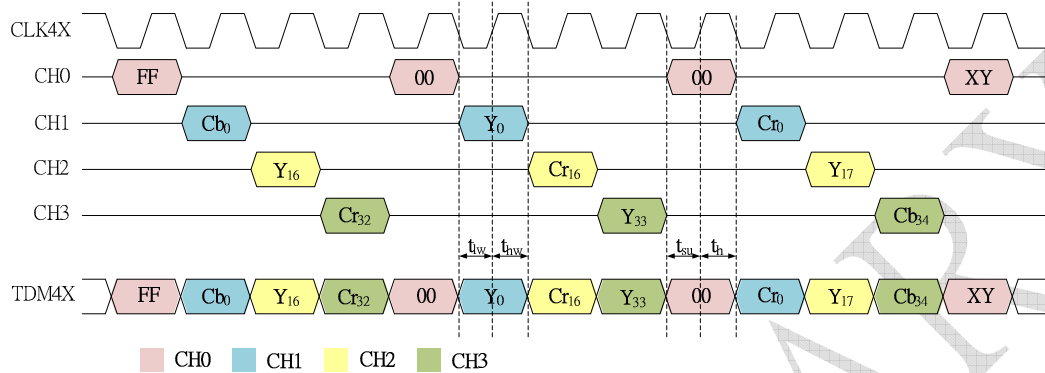 CLK4X
CH0 FF 00 00 XY
CH1 Cb0 Y0 Cr0
CH2 Y16 Cr16 Y17
CH3 Cr32 Y33 Cb34
tlw thw tsu th
TDM4X FF Cb0 Y16 Cr32 00 Y0 Cr16 Y33 00 Cr0 Y17 Cb34 XY
CH0 CH1 CH2 CH3